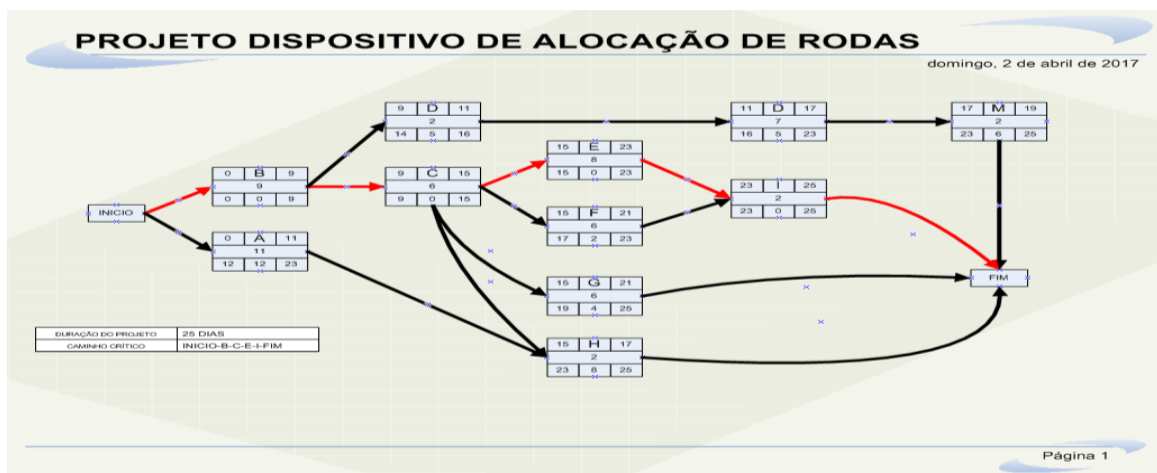 PROJETO DISPOSITIVO DE ALOCAÇÃO DE RODAS
domingo, 2 de abril de 2017
9 D 11
2
14 5 16
11 D 17
7
16 5 23
17 M 19
2
23 6 25
15 E 23
8
15 0 23
0 B 9
9
0 0 9
9 C 15
6
9 0 15
23 I 25
2
23 0 25
INICIO
15 F 21
6
17 2 23
0 A 11
11
12 12 23
FIM
15 G 21
6
19 4 25
DURAÇÃO DO PROJETO 25 DIAS
CAMINHO CRÍTICO INICIO-B-C-E-I-FIM
15 H 17
2
23 8 25
Página 1